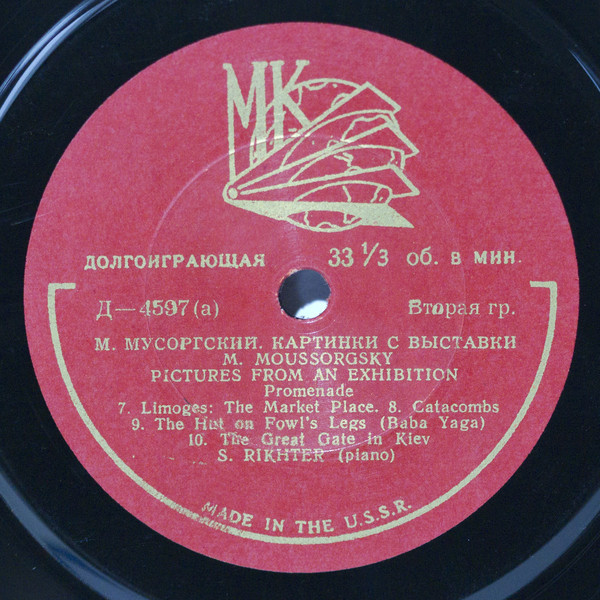 МК
ДОЛГОИГРАЮЩАЯ 33 1/3 об. в мин.
Д—4597(а) Вторая гр.
М. МУСОРГСКИЙ. КАРТИНКИ С ВЫСТАВКИ
M. MOUSSORGSKY
PICTURES FROM AN EXHIBITION
Promenade
7. Limoges: The Market Place. 8. Catacombs
9. The Hut on Fowl's Legs (Baba Yaga)
10. The Great Gate in Kiev
S. RIKHTER (piano)
MADE IN THE U.S.S.R.